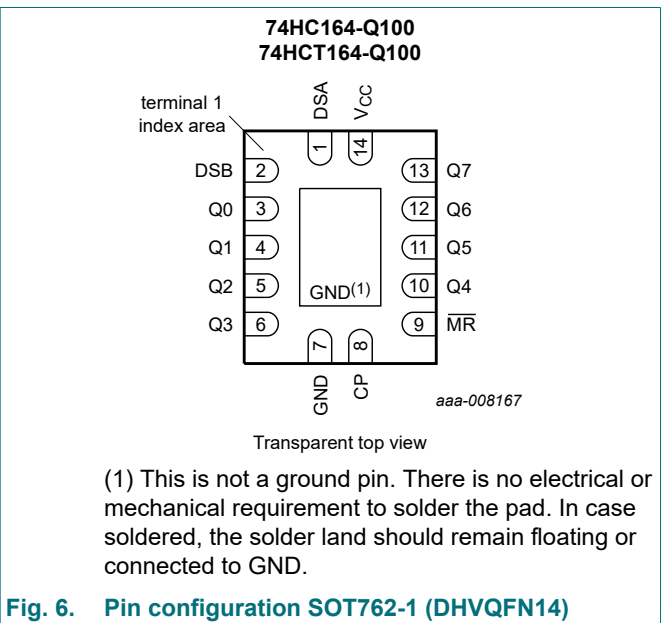 74HC164-Q100
74HCT164-Q100
terminal 1
index area
DSA
VCC
1
14
DSB 2
13 Q7
Q0 3
12 Q6
Q1 4
11 Q5
Q2 5
10 Q4
GND(1)
Q3 6
9 MR
7
8
GND
CP
aaa-008167
Transparent top view
(1) This is not a ground pin. There is no electrical or
mechanical requirement to solder the pad. In case
soldered, the solder land should remain floating or
connected to GND.
Fig. 6. Pin configuration SOT762-1 (DHVQFN14)